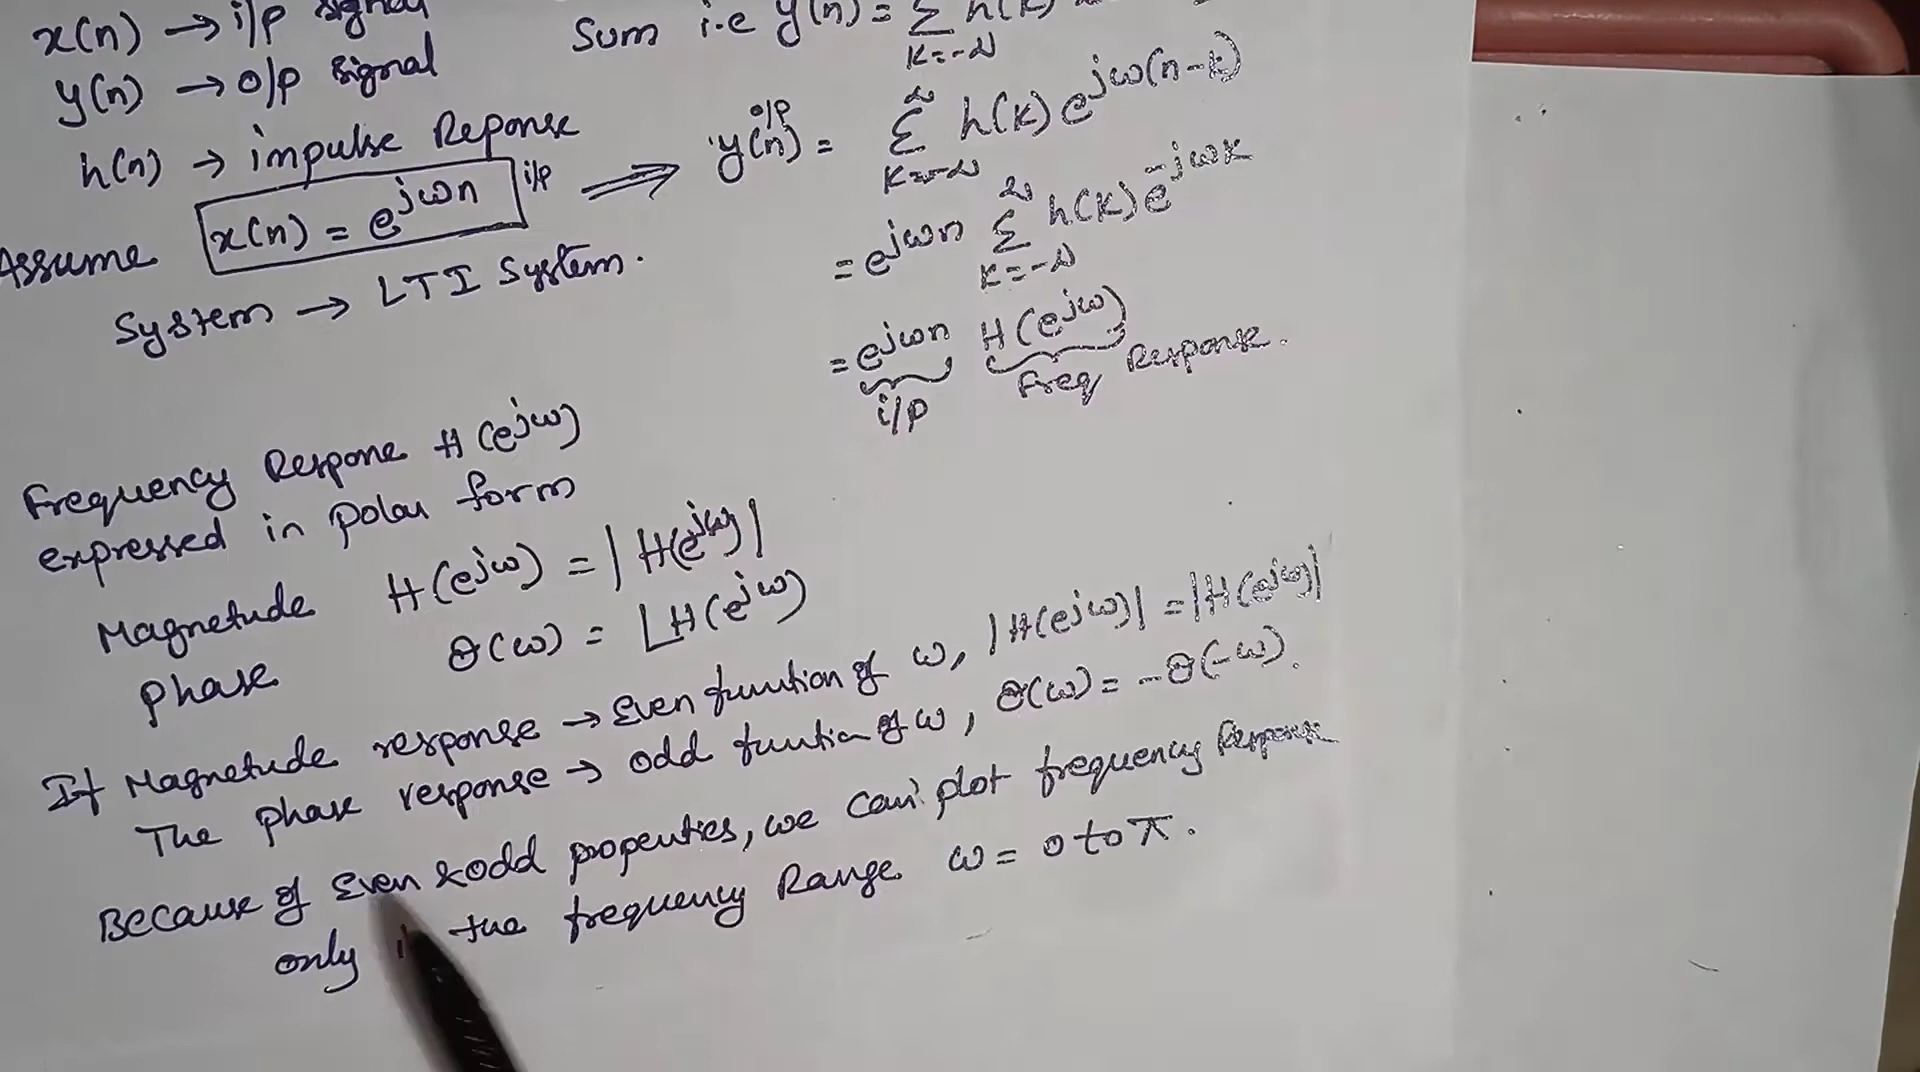 x(n) → i/p signal
Sum i.e y(n) = Σ h(k)
k=-∞
y(n) → o/p signal
h(n) → impulse Reponse
Assume x(n) = e^jωn i/p ⟹ y(n) o/p = ∞ Σ k=-∞ h(k) e^jω(n-k)
System → LTI System.
= e^jωn ∞ Σ k=-∞ h(k) e^-jωk
= e^jωn H(e^jω)
i/p Freq Response.
Frequency Respone H(e^jω)
expressed in polar form
Magnetude H(e^jω) = |H(e^jω)|
phase θ(ω) = ∠H(e^jω)
If Magnetude response → Even function of ω, |H(e^jω)| = |H(e^jω)|
The phase response → odd function of ω, θ(ω) = -θ(-ω).
Because of Even & odd properties, we can plot frequency Response
only the frequency Range ω = 0 to π.